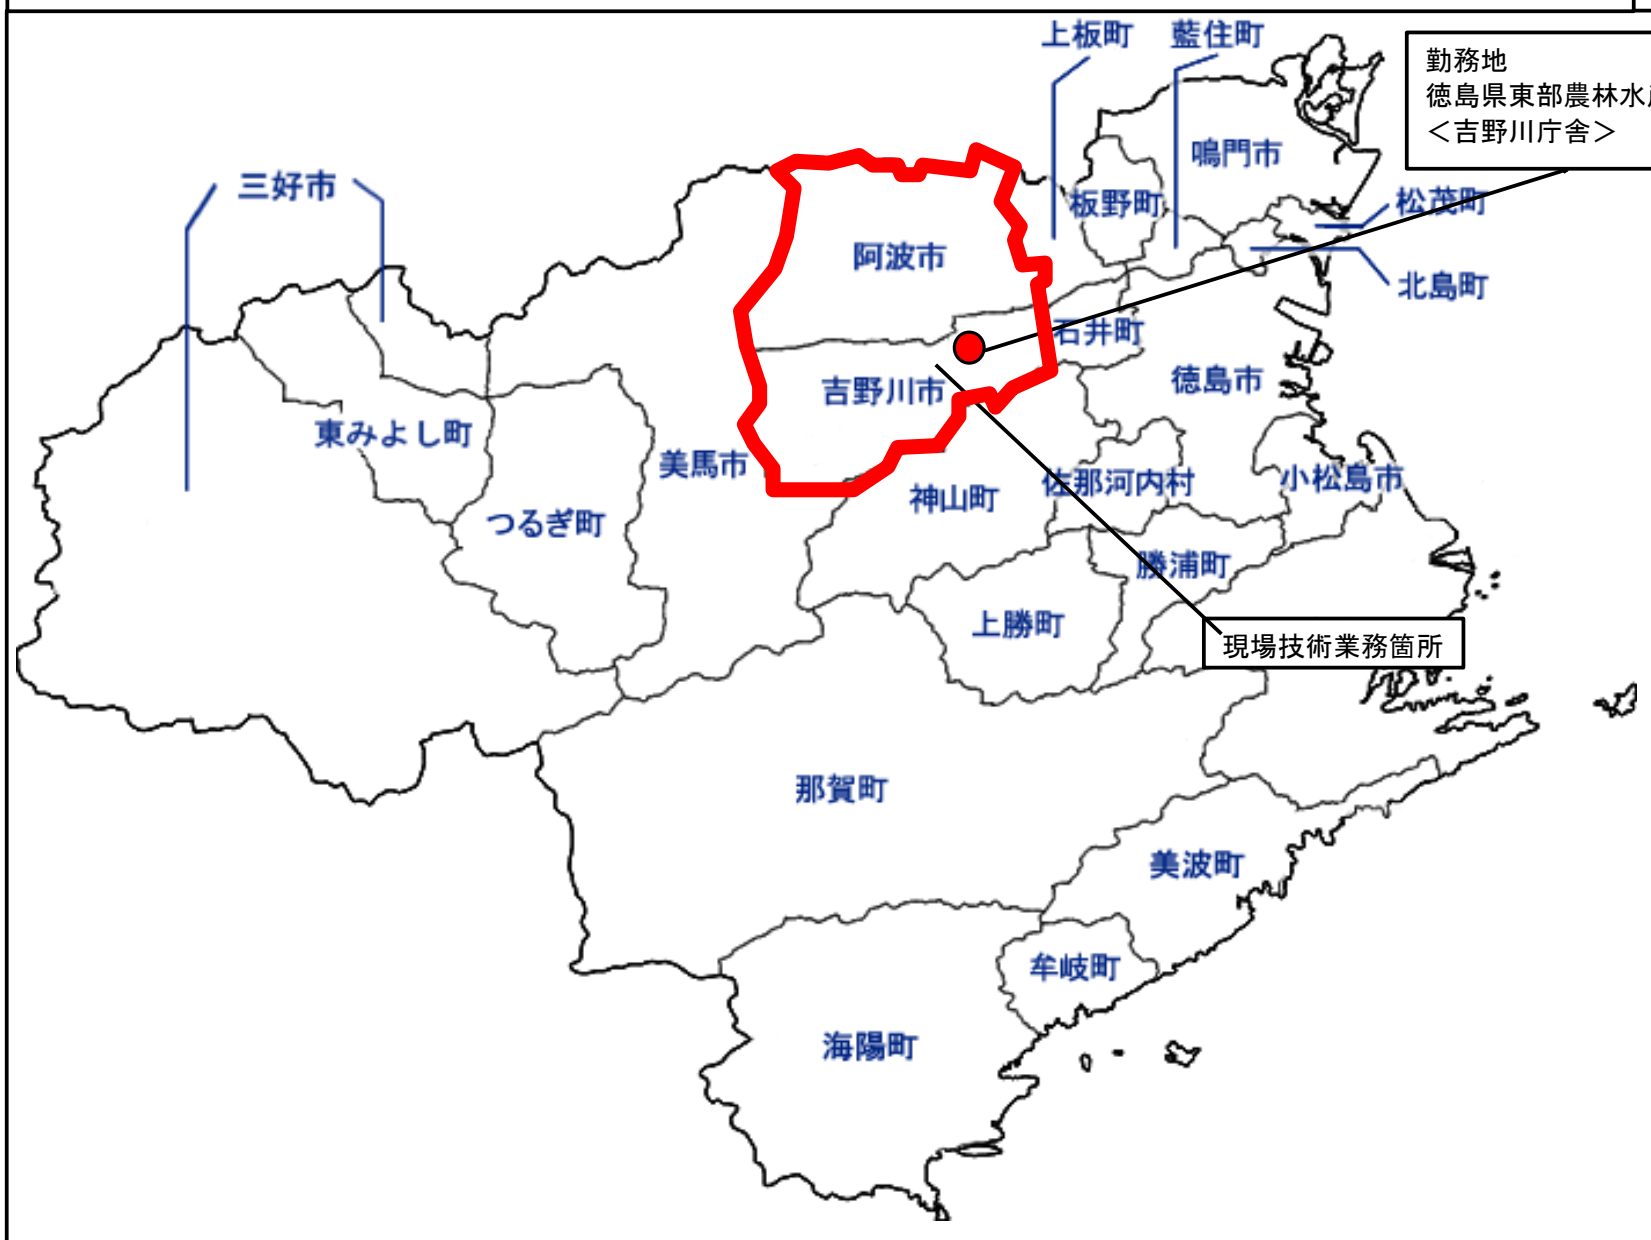 上板町
藍住町
勤務地
徳島県東部農林水
＜吉野川庁舎＞
鳴門市
三好市
板野町
松茂町
阿波市
北島町
石井町
徳島市
吉野川市
東みよし町
美馬市
佐那河内村
小松島市
神山町
つるぎ町
勝浦町
上勝町
現場技術業務箇所
那賀町
美波町
牟岐町
海陽町